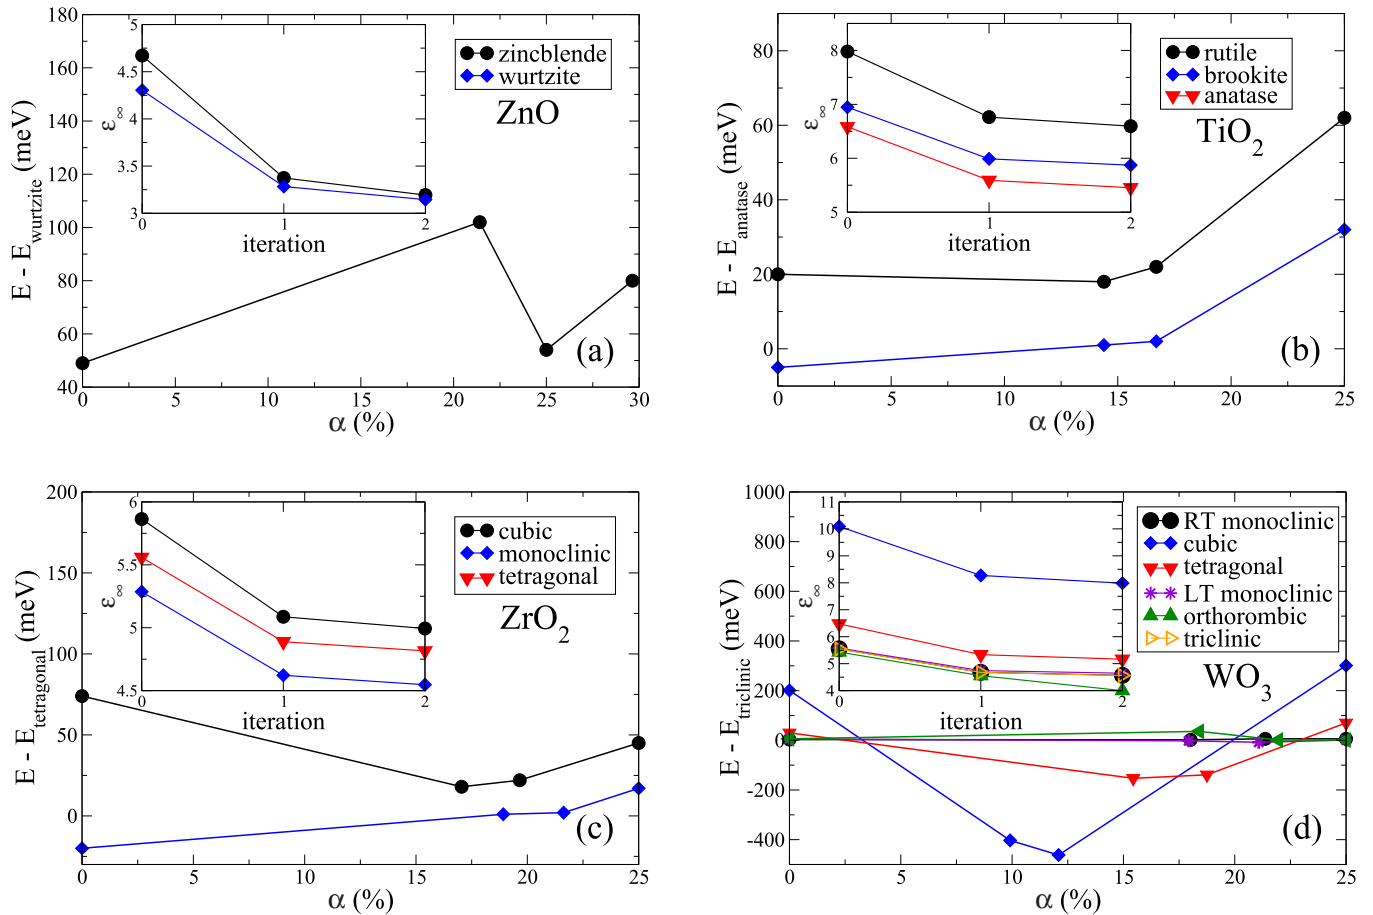 180
160
140
120
100
80
60
40
E - E_wurtzite (meV)
0 5 10 15 20 25 30
α (%)
5
4.5
4
3.5
3
ε∞
0 1 2
iteration
zincblende
wurtzite
ZnO
(a)
80
60
40
20
0
E - E_anatase (meV)
0 5 10 15 20 25
α (%)
8
7
6
5
ε∞
0 1 2
iteration
rutile
brookite
anatase
TiO₂
(b)
200
150
100
50
0
E - E_tetragonal (meV)
0 5 10 15 20 25
α (%)
6
5.5
5
4.5
ε∞
0 1 2
iteration
cubic
monoclinic
tetragonal
ZrO₂
(c)
1000
800
600
400
200
0
-200
-400
E - E_triclinic (meV)
0 5 10 15 20 25
α (%)
11
10
9
8
7
6
5
4
ε∞
0 1 2
iteration
RT monoclinic
cubic
tetragonal
LT monoclinic
orthorombic
triclinic
WO₃
(d)